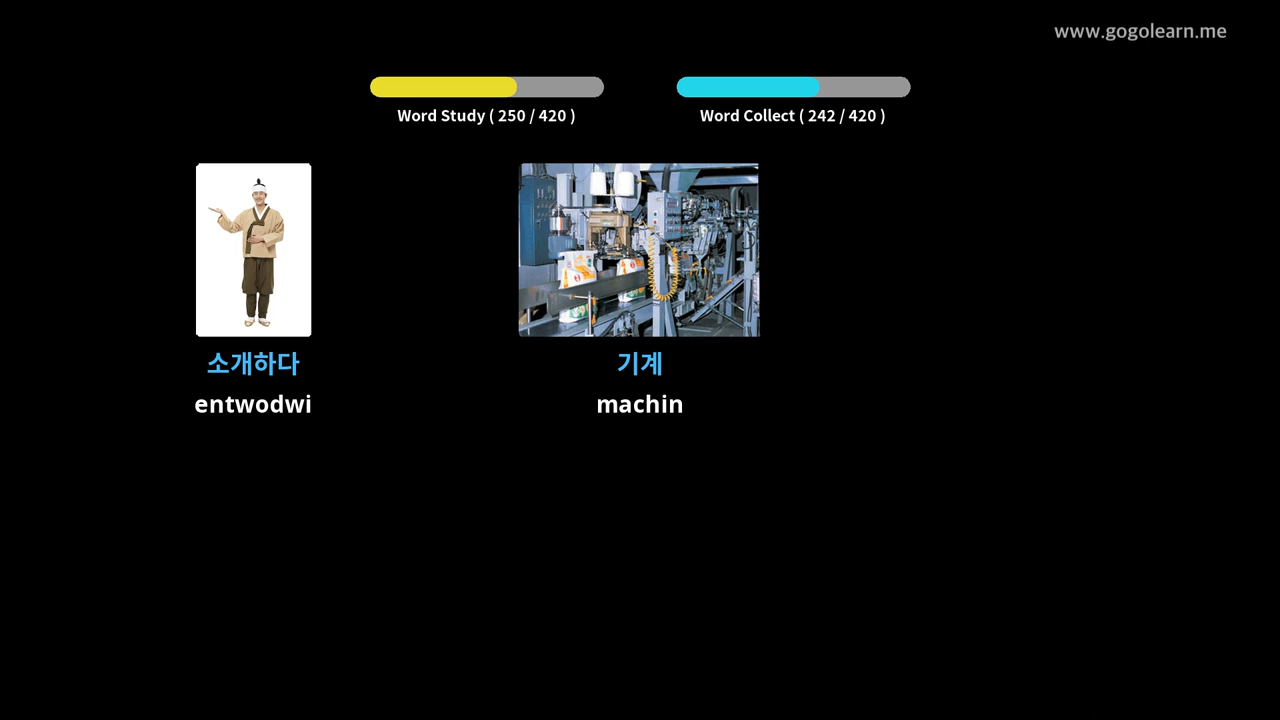 www.gogolearn.me
Word Study ( 250 / 420 )
Word Collect ( 242 / 420 )
소개하다
entwodwi
기계
machin